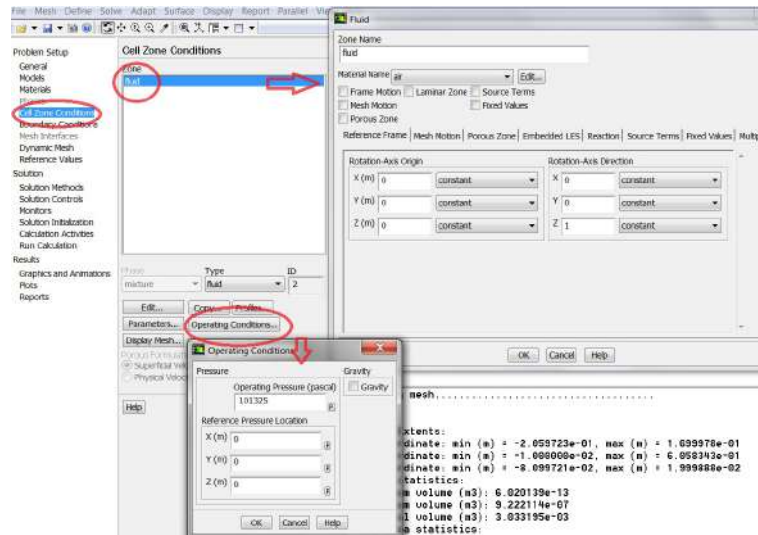 File Mesh Define Solve Adapt Surface Display Report Parallel
Problem Setup
General
Models
Materials
Phases
Cell Zone Conditions
Boundary Conditions
Mesh Interfaces
Dynamic Mesh
Reference Values
Solution
Solution Methods
Solution Controls
Monitors
Solution Initialization
Calculation Activities
Run Calculation
Results
Graphics and Animations
Plots
Reports
Cell Zone Conditions
Zone
fluid
Phase Type ID
mixture fluid 2
Edit... Copy... Profiles...
Parameters... Operating Conditions...
Display Mesh...
Help
Fluid
Zone Name
fluid
Material Name air Edit...
Frame Motion Laminar Zone Source Terms
Mesh Motion Fixed Values
Porous Zone
Reference Frame Mesh Motion Porous Zone Embedded LES Reaction Source Terms Fixed Values
Rotation-Axis Origin Rotation-Axis Direction
X (m) 0 constant X 0 constant
Y (m) 0 constant Y 0 constant
Z (m) 0 constant Z 1 constant
OK Cancel Help
Operating Conditions
Pressure Gravity
Operating Pressure (pascal) Gravity
101325
Reference Pressure Location
X (m) 0
Y (m) 0
Z (m) 0
OK Cancel Help
mesh..................................
xtents:
dinate: min (m) = -2.059723e-01, max (m) = 1.699978e-01
dinate: min (m) = -1.000000e-02, max (m) = 6.058343e-01
dinate: min (m) = -8.099721e-02, max (m) = 1.999888e-02
tatistics:
m volume (m3): 6.020139e-13
m volume (m3): 9.222114e-07
l volume (m3): 3.033195e-03
a statistics: